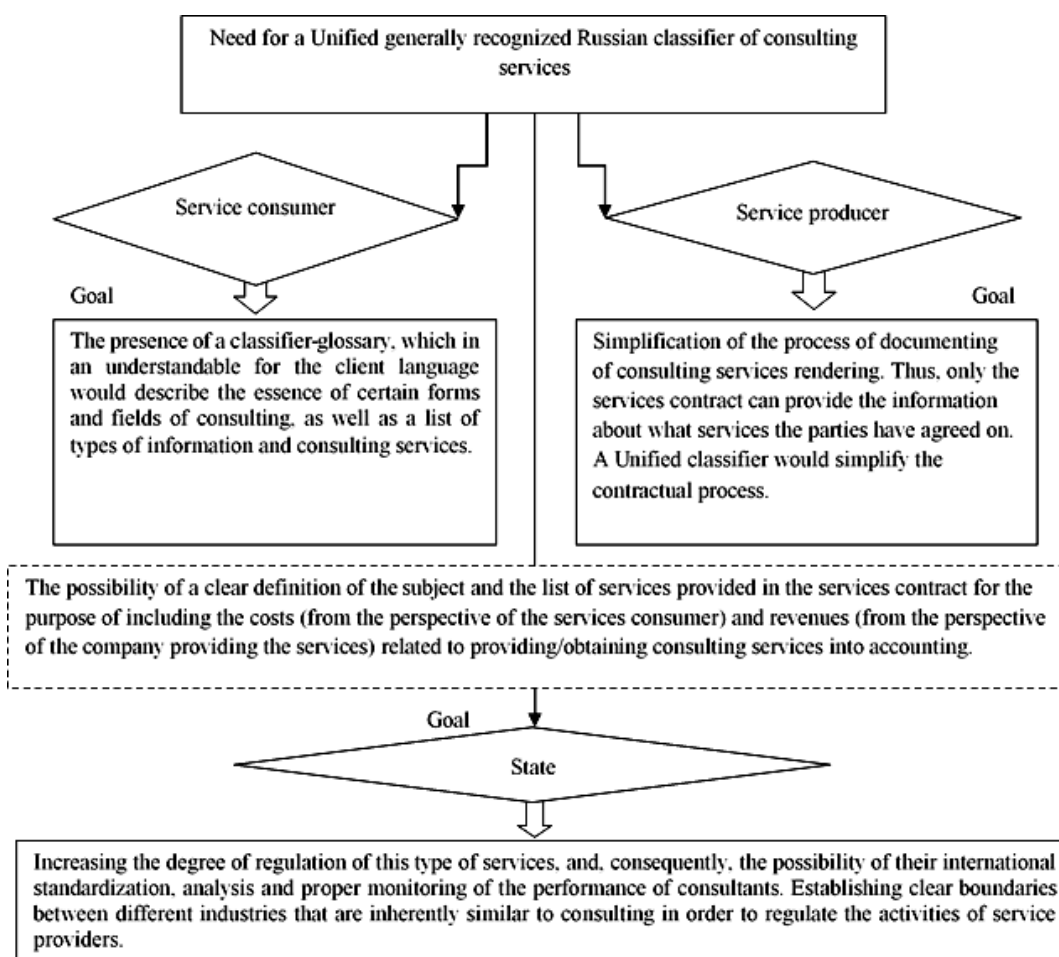 Need for a Unified generally recognized Russian classifier of consulting
services
Service consumer
Service producer
Goal
Goal
The presence of a classifier-glossary, which in
an understandable for the client language
would describe the essence of certain forms
and fields of consulting, as well as a list of
types of information and consulting services.
Simplification of the process of documenting
of consulting services rendering. Thus, only the
services contract can provide the information
about what services the parties have agreed on.
A Unified classifier would simplify the
contractual process.
The possibility of a clear definition of the subject and the list of services provided in the services contract for the
purpose of including the costs (from the perspective of the services consumer) and revenues (from the perspective
of the company providing the services) related to providing/obtaining consulting services into accounting.
Goal
State
Increasing the degree of regulation of this type of services, and, consequently, the possibility of their international
standardization, analysis and proper monitoring of the performance of consultants. Establishing clear boundaries
between different industries that are inherently similar to consulting in order to regulate the activities of service
providers.